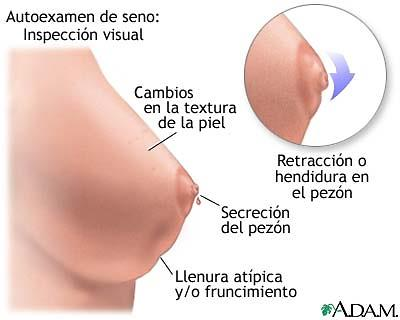 Autoexamen de seno:
Inspección visual
Cambios
en la textura
de la piel
Retracción o
hendidura en
el pezón
Secreción
del pezón
Llenura atípica
y/o fruncimiento
A.D.A.M.